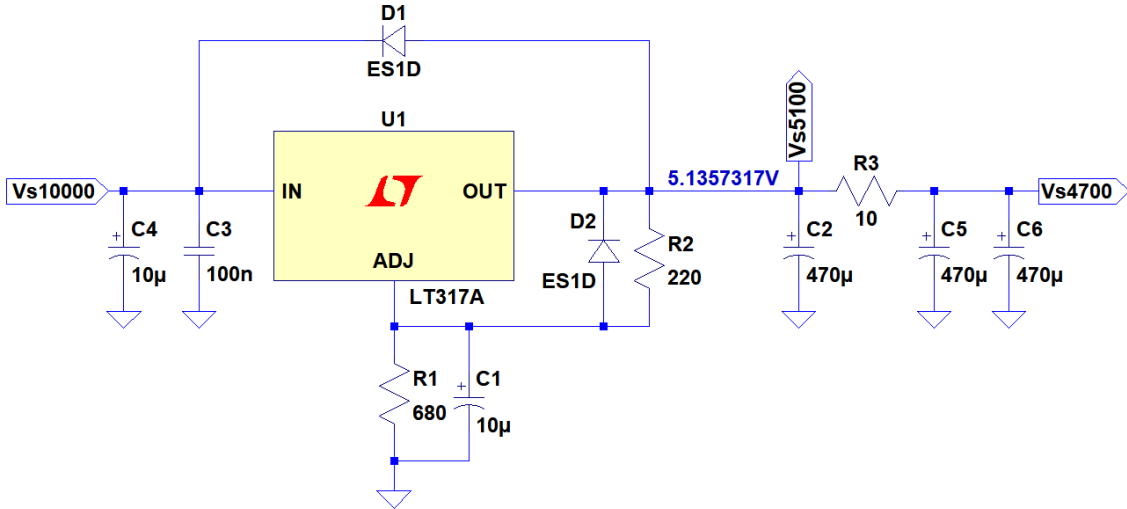 D1
ES1D
U1
Vs10000
IN
OUT
ADJ
LT317A
C4
10µ
C3
100n
D2
ES1D
R2
220
5.1357317V
Vs5100
R3
10
Vs4700
C2
470µ
C5
470µ
C6
470µ
R1
680
C1
10µ
+
+
+
+
+